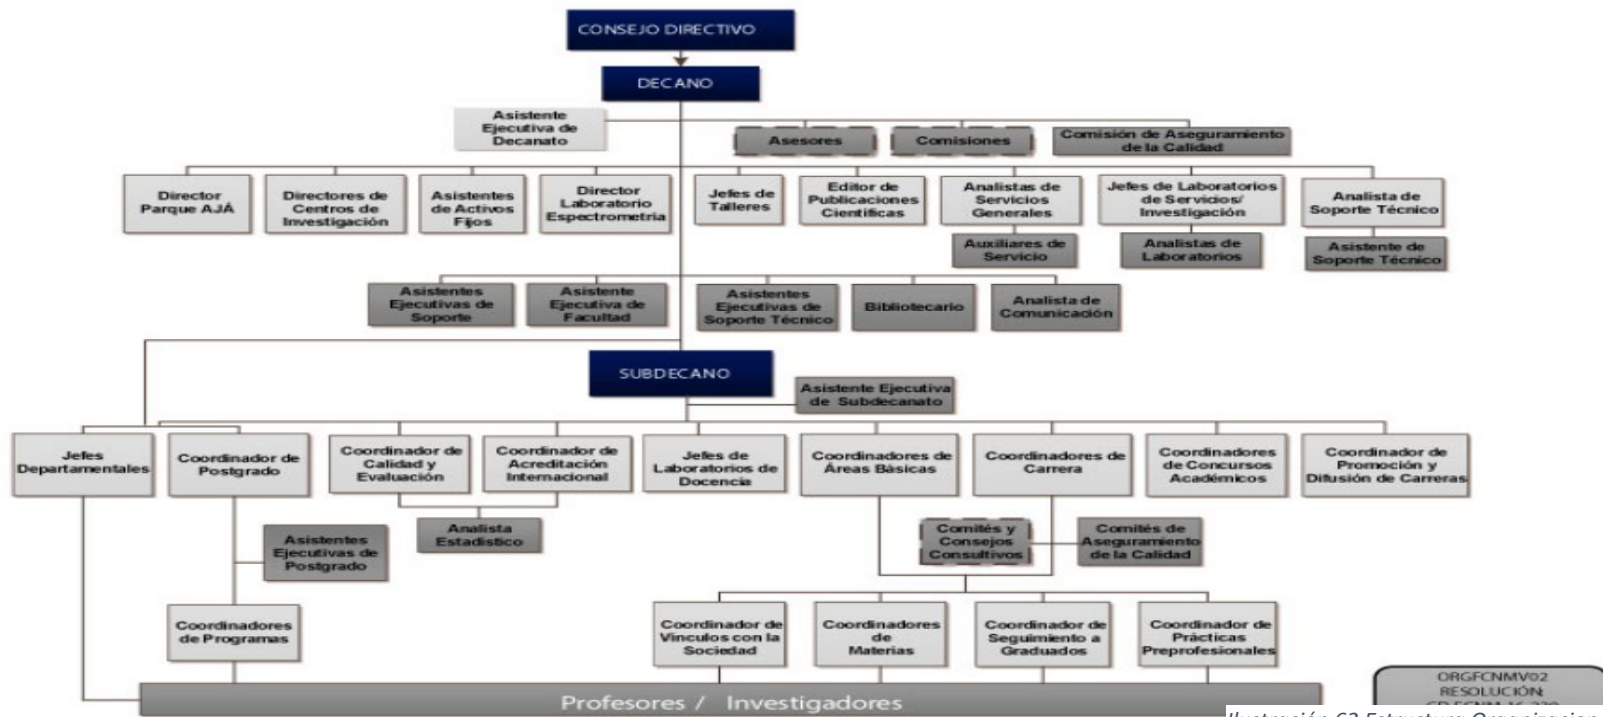 CONSEJO DIRECTIVO
DECANO
Asistente
Ejecutiva de
Decanato
Asesores
Comisiones
Comisión de Aseguramiento
de la Calidad
Director
Parque AJÁ
Directores de
Centros de
Investigación
Asistentes
de Activos
Fijos
Director
Laboratorio
Espectrometria
Jefes de
Talleres
Editor de
Publicaciones
Científicas
Analistas de
Servicios
Generales
Jefes de Laboratorios
de Servicios/
Investigación
Analista de
Soporte Técnico
Auxiliares de
Servicio
Analistas de
Laboratorios
Asistente de
Soporte Técnico
Asistentes
Ejecutivas de
Soporte
Asistente
Ejecutiva de
Facultad
Asistentes
Ejecutivas de
Soporte Técnico
Bibliotecario
Analista de
Comunicación
SUBDECANO
Asistente Ejecutiva
de Subdecanato
Jefes
Departamentales
Coordinador de
Postgrado
Coordinador de
Calidad y
Evaluación
Coordinador de
Acreditación
Internacional
Jefes de
Laboratorios de
Docencia
Coordinadores de
Áreas Básicas
Coordinadores de
Carrera
Coordinadores
de Concursos
Académicos
Coordinador de
Promoción y
Difusión de Carreras
Asistentes
Ejecutivas de
Postgrado
Analista
Estadístico
Comités y
Consejos
Consultivos
Comités de
Aseguramiento
de la Calidad
Coordinadores
de Programas
Coordinador de
Vínculos con la
Sociedad
Coordinadores
de
Materias
Coordinador de
Seguimiento a
Graduados
Coordinador de
Prácticas
Preprofesionales
Profesores / Investigadores
ORGFCNMV02
RESOLUCIÓN: